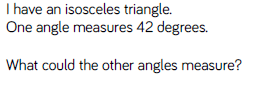 I have an isosceles triangle.
One angle measures 42 degrees.
What could the other angles measure?